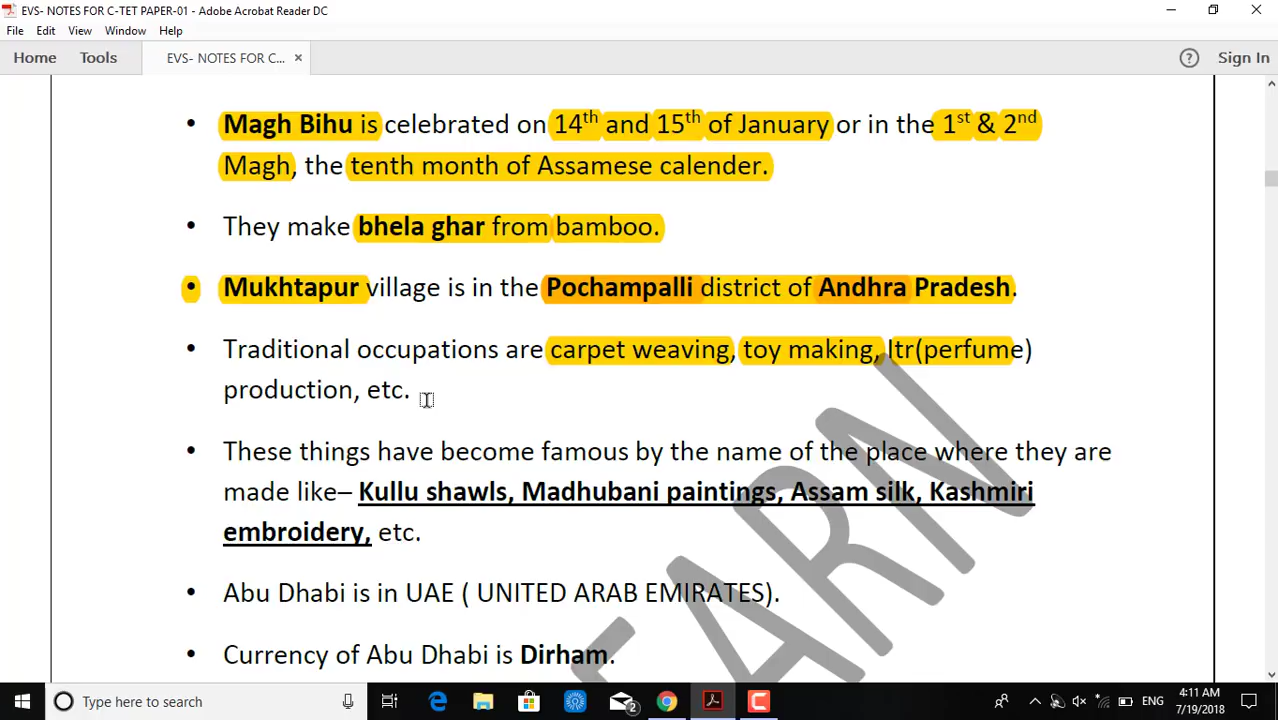 EVS- NOTES FOR C-TET PAPER-01 - Adobe Acrobat Reader DC
File Edit View Window Help
Home Tools EVS- NOTES FOR C... × Sign In
• Magh Bihu is celebrated on 14th and 15th of January or in the 1st & 2nd
Magh, the tenth month of Assamese calender.
• They make bhela ghar from bamboo.
• Mukhtapur village is in the Pochampalli district of Andhra Pradesh.
• Traditional occupations are carpet weaving, toy making, Itr(perfume)
production, etc.
• These things have become famous by the name of the place where they are
made like– Kullu shawls, Madhubani paintings, Assam silk, Kashmiri
embroidery, etc.
• Abu Dhabi is in UAE ( UNITED ARAB EMIRATES).
• Currency of Abu Dhabi is Dirham.
EARN
Type here to search 2 ENG 4:11 AM
7/19/2018